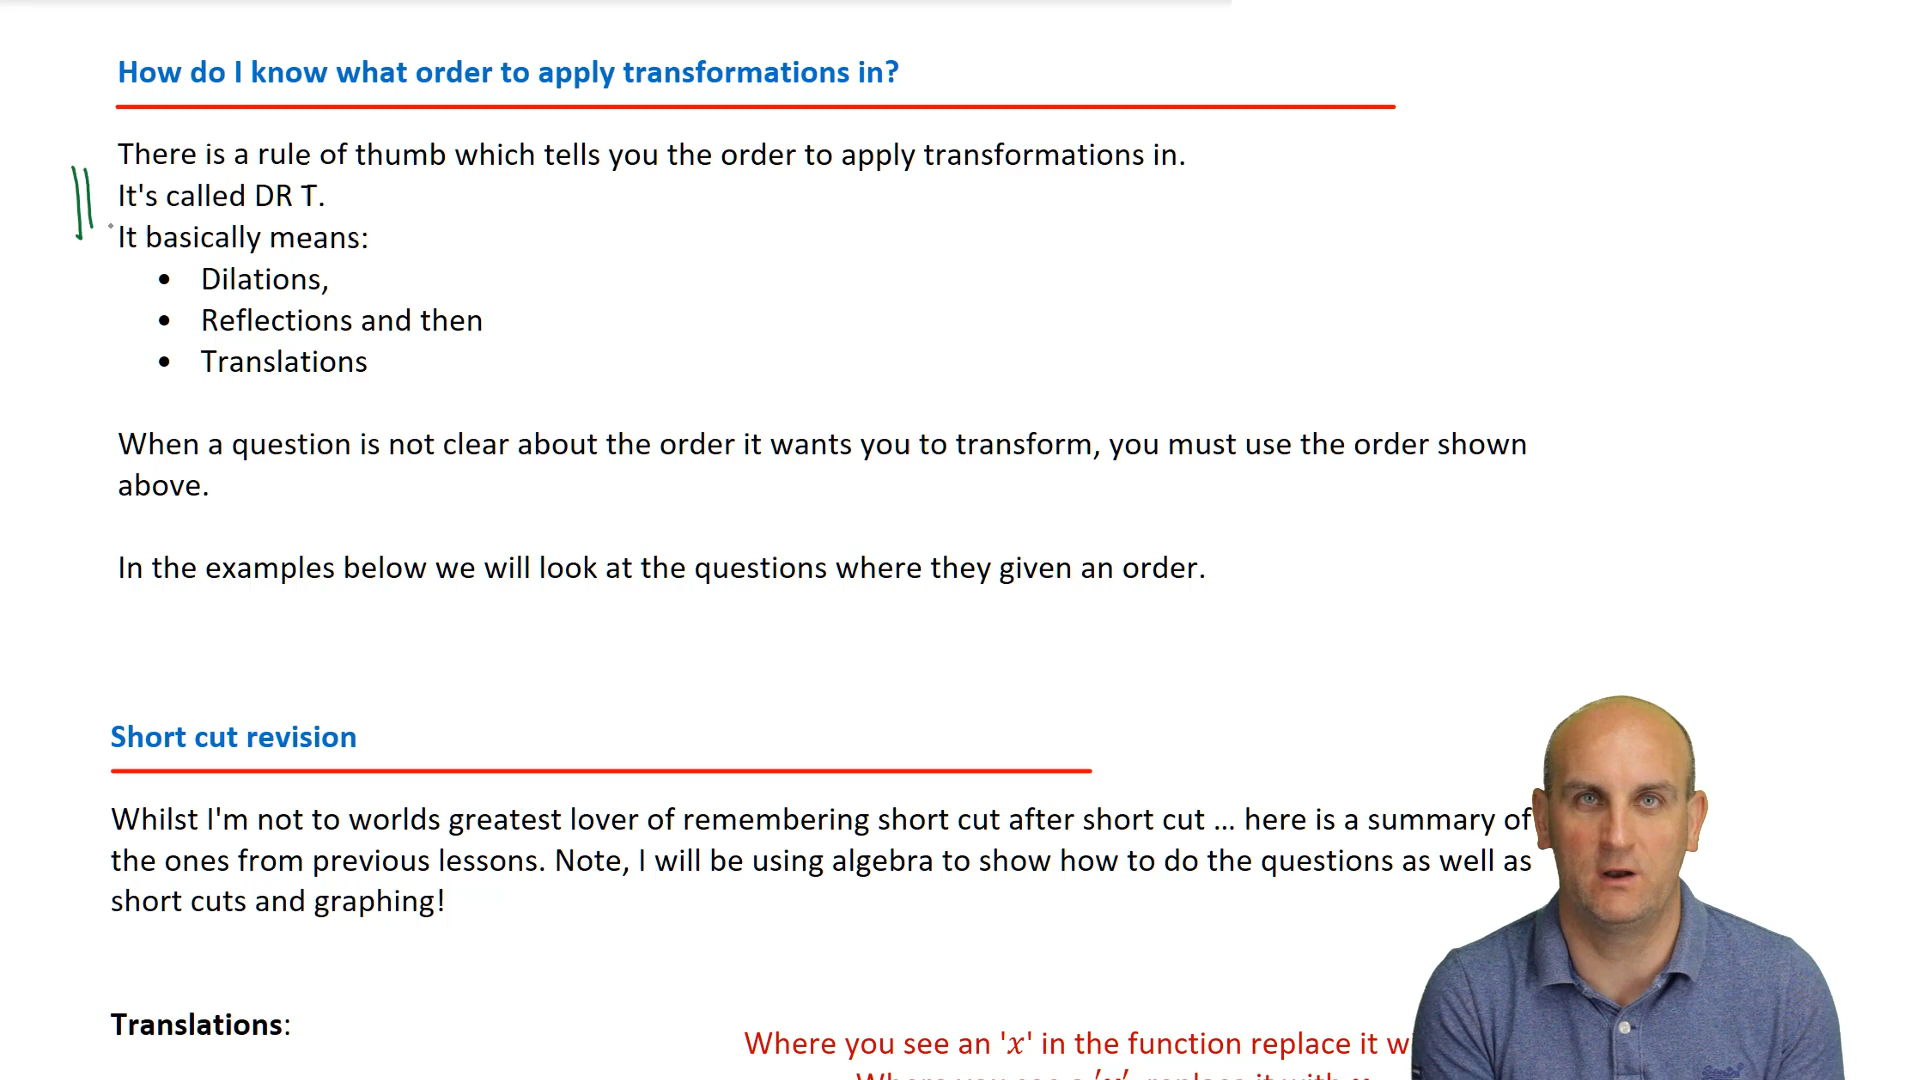 How do I know what order to apply transformations in?
There is a rule of thumb which tells you the order to apply transformations in.
It's called DR T.
It basically means:
• Dilations,
• Reflections and then
• Translations
When a question is not clear about the order it wants you to transform, you must use the order shown
above.
In the examples below we will look at the questions where they given an order.
Short cut revision
Whilst I'm not to worlds greatest lover of remembering short cut after short cut ... here is a summary of
the ones from previous lessons. Note, I will be using algebra to show how to do the questions as well as
short cuts and graphing!
Translations:
Where you see an 'x' in the function replace it